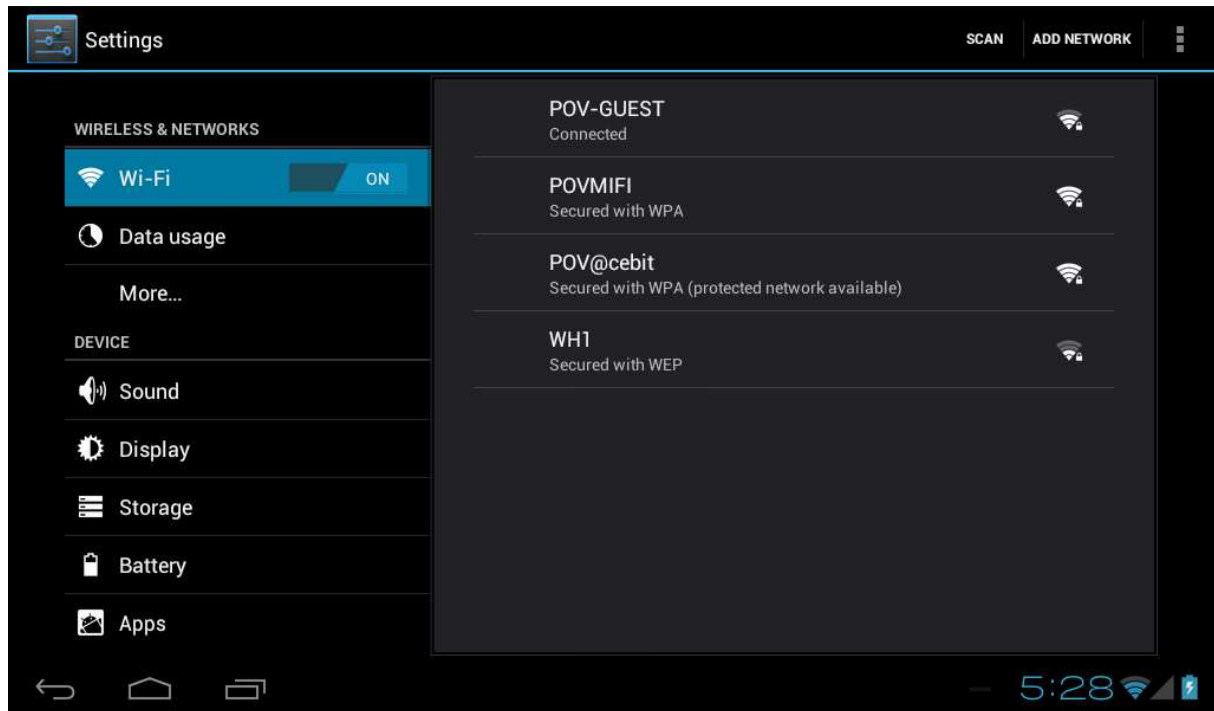 Settings
SCAN
ADD NETWORK
WIRELESS & NETWORKS
Wi-Fi
ON
Data usage
More...
DEVICE
Sound
Display
Storage
Battery
Apps
POV-GUEST
Connected
POVMIFI
Secured with WPA
POV@cebit
Secured with WPA (protected network available)
WH1
Secured with WEP
5:28